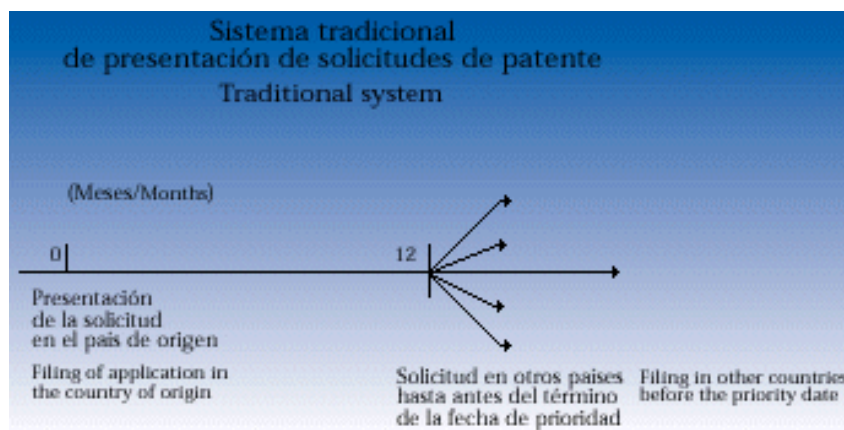 Sistema tradicional
de presentación de solicitudes de patente
Traditional system
(Meses/Months)
0
12
Presentación
de la solicitud
en el país de origen
Filing of application in
the country of origin
Solicitud en otros países
hasta antes del término
de la fecha de prioridad
Filing in other countries
before the priority date